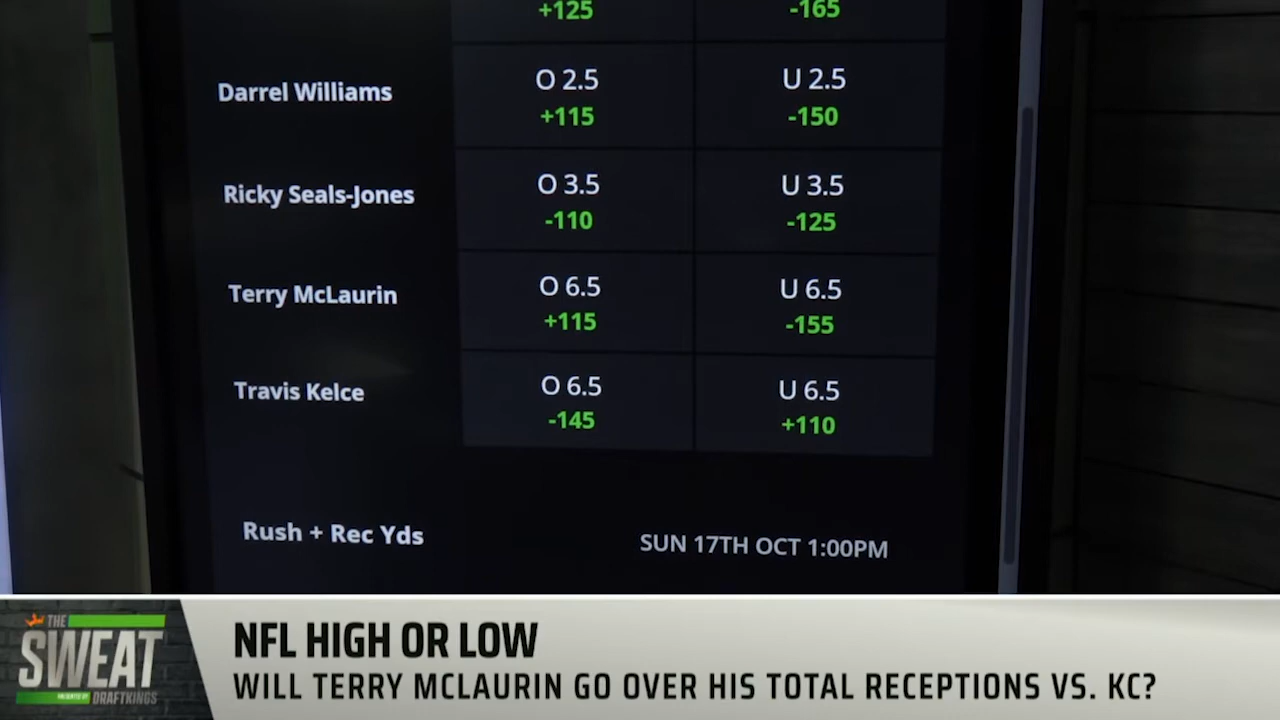 +125 -165
Darrel Williams O 2.5 U 2.5
+115 -150
Ricky Seals-Jones O 3.5 U 3.5
-110 -125
Terry McLaurin O 6.5 U 6.5
+115 -155
Travis Kelce O 6.5 U 6.5
-145 +110
Rush + Rec Yds SUN 17TH OCT 1:00PM
THE
SWEAT
PRESENTED BY DRAFTKINGS
NFL HIGH OR LOW
WILL TERRY MCLAURIN GO OVER HIS TOTAL RECEPTIONS VS. KC?